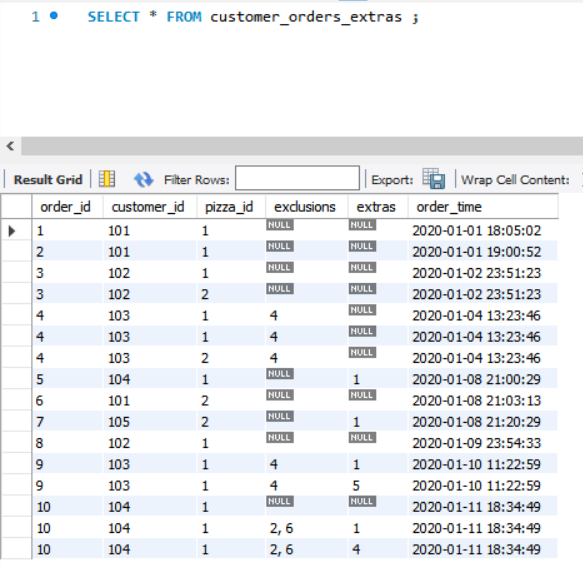 1 SELECT * FROM customer_orders_extras ;
Result Grid Filter Rows: Export: Wrap Cell Content:
order_id customer_id pizza_id exclusions extras order_time
1 101 1 NULL NULL 2020-01-01 18:05:02
2 101 1 NULL NULL 2020-01-01 19:00:52
3 102 1 NULL NULL 2020-01-02 23:51:23
3 102 2 NULL NULL 2020-01-02 23:51:23
4 103 1 4 NULL 2020-01-04 13:23:46
4 103 1 4 NULL 2020-01-04 13:23:46
4 103 2 4 NULL 2020-01-04 13:23:46
5 104 1 NULL 1 2020-01-08 21:00:29
6 101 2 NULL NULL 2020-01-08 21:03:13
7 105 2 NULL 1 2020-01-08 21:20:29
8 102 1 NULL NULL 2020-01-09 23:54:33
9 103 1 4 1 2020-01-10 11:22:59
9 103 1 4 5 2020-01-10 11:22:59
10 104 1 NULL NULL 2020-01-11 18:34:49
10 104 1 2, 6 1 2020-01-11 18:34:49
10 104 1 2, 6 4 2020-01-11 18:34:49